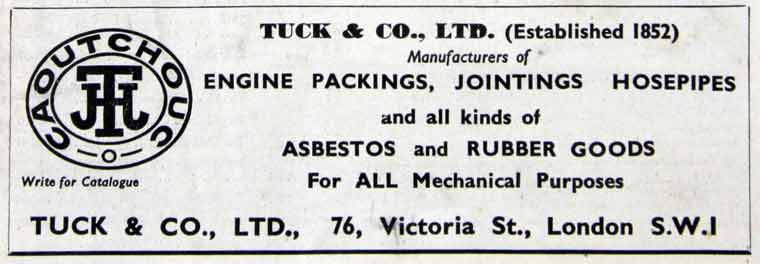 TUCK & CO., LTD. (Established 1852)
Manufacturers of
ENGINE PACKINGS, JOINTINGS HOSEPIPES
and all kinds of
ASBESTOS and RUBBER GOODS
For ALL Mechanical Purposes
CAOUTCHOUC
Write for Catalogue
TUCK & CO., LTD., 76, Victoria St., London S.W.1